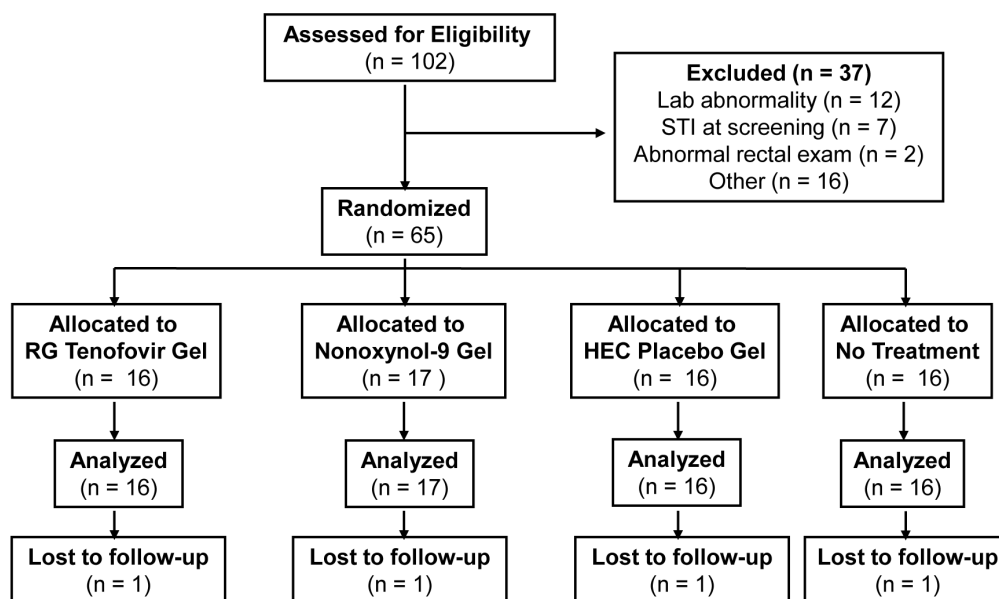 Assessed for Eligibility
(n = 102)
Excluded (n = 37)
Lab abnormality (n = 12)
STI at screening (n = 7)
Abnormal rectal exam (n = 2)
Other (n = 16)
Randomized
(n = 65)
Allocated to
RG Tenofovir Gel
(n = 16)
Allocated to
Nonoxynol-9 Gel
(n = 17 )
Allocated to
HEC Placebo Gel
(n = 16)
Allocated to
No Treatment
(n = 16)
Analyzed
(n = 16)
Analyzed
(n = 17)
Analyzed
(n = 16)
Analyzed
(n = 16)
Lost to follow-up
(n = 1)
Lost to follow-up
(n = 1)
Lost to follow-up
(n = 1)
Lost to follow-up
(n = 1)